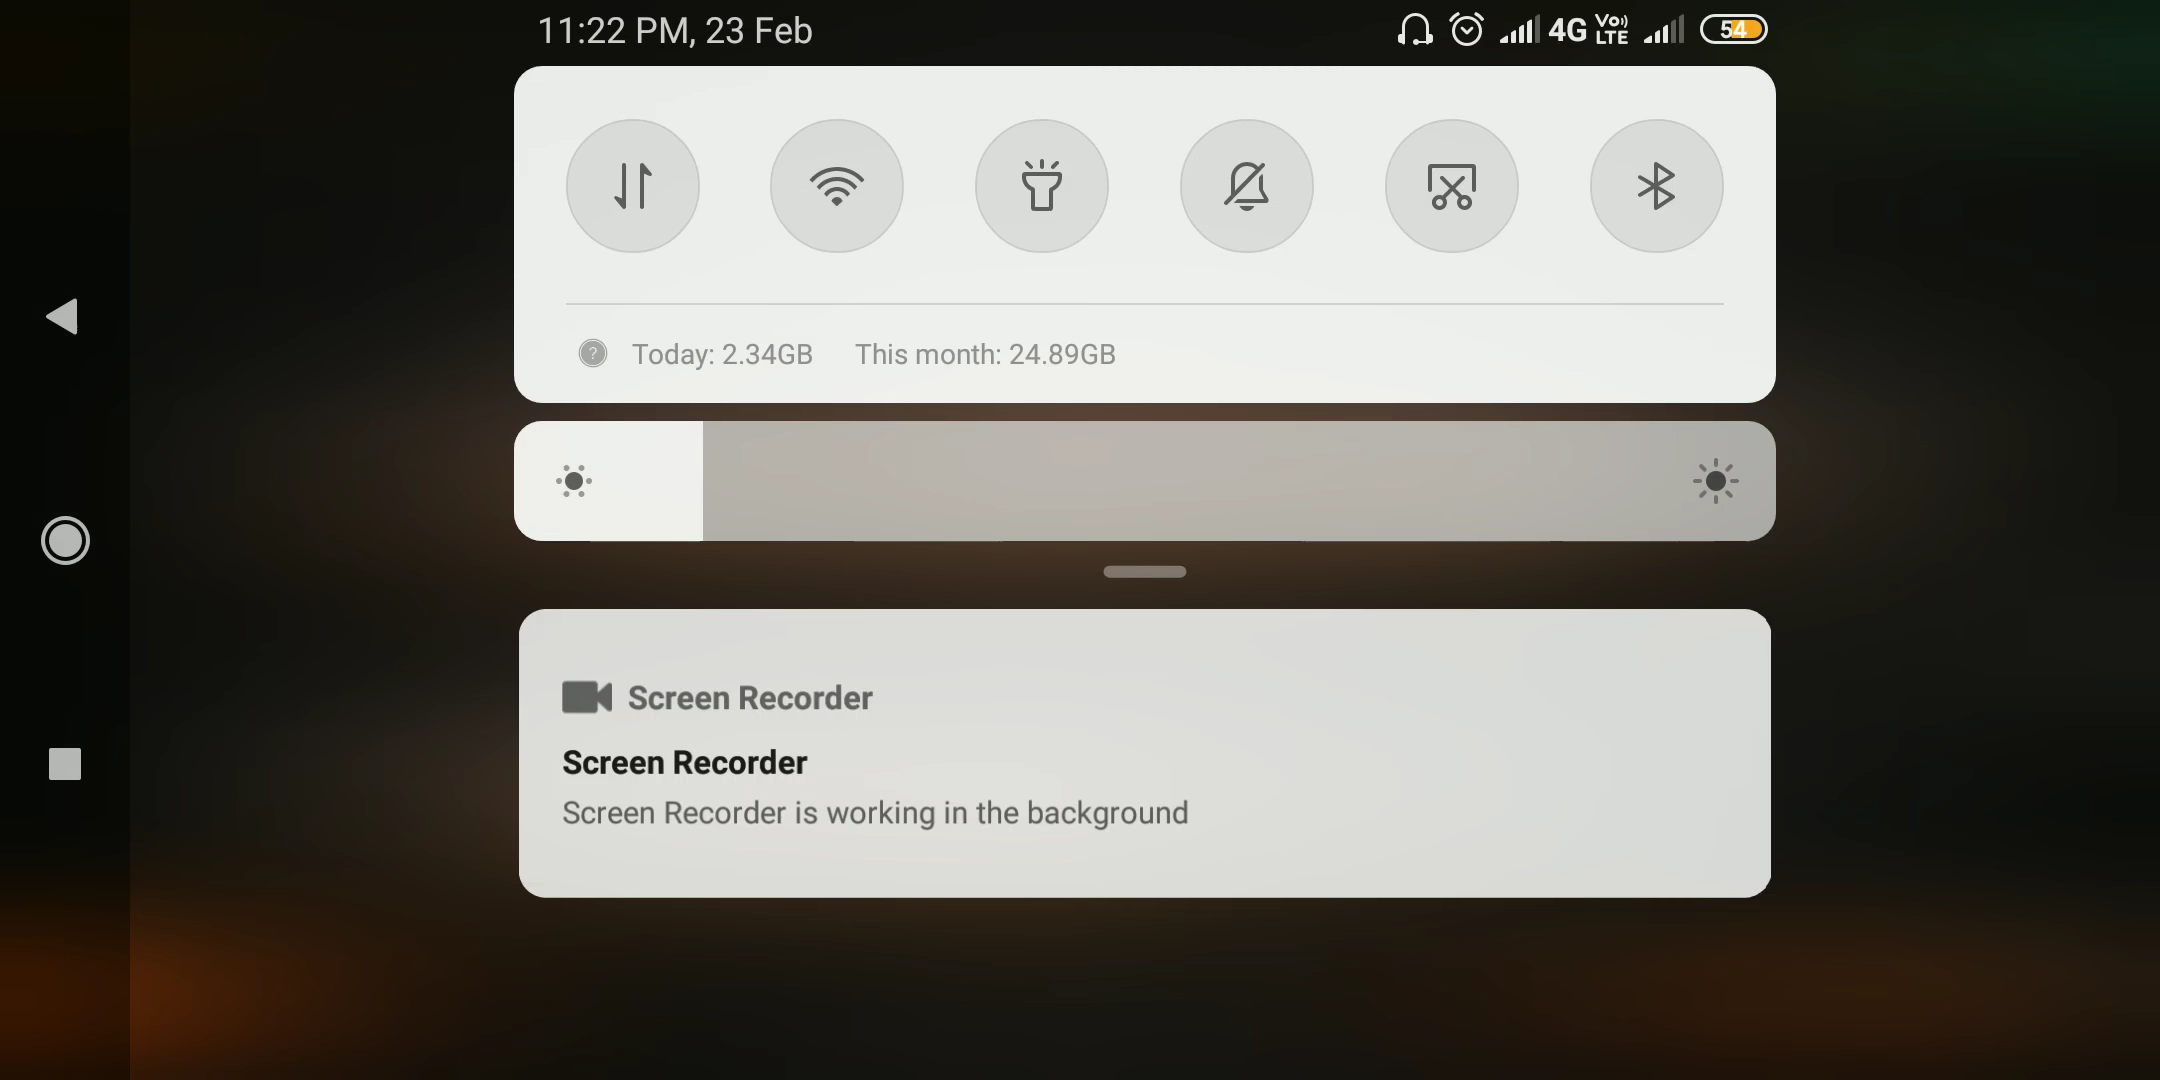 11:22 PM, 23 Feb
4G Vo LTE 54
Today: 2.34GB This month: 24.89GB
Screen Recorder
Screen Recorder
Screen Recorder is working in the background